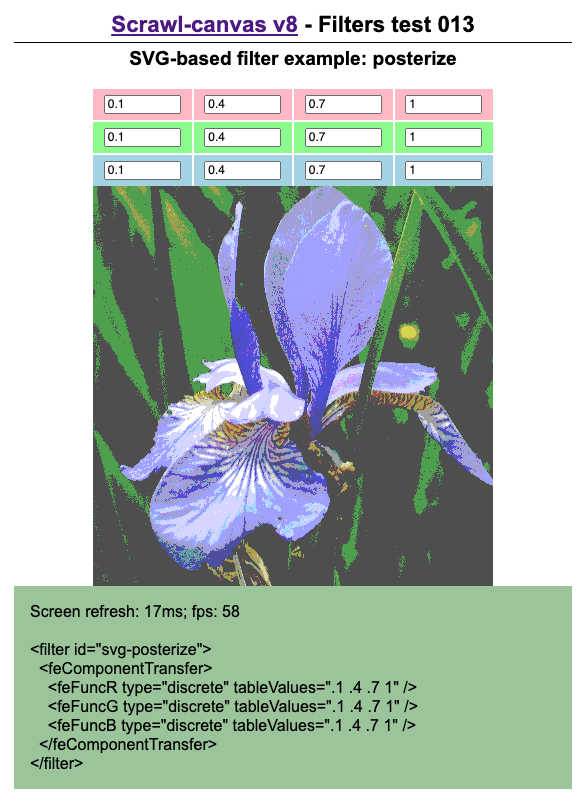 Scrawl-canvas v8 - Filters test 013
SVG-based filter example: posterize
0.1 0.4 0.7 1
0.1 0.4 0.7 1
0.1 0.4 0.7 1
Screen refresh: 17ms; fps: 58
<filter id="svg-posterize">
<feComponentTransfer>
<feFuncR type="discrete" tableValues=".1 .4 .7 1" />
<feFuncG type="discrete" tableValues=".1 .4 .7 1" />
<feFuncB type="discrete" tableValues=".1 .4 .7 1" />
</feComponentTransfer>
</filter>